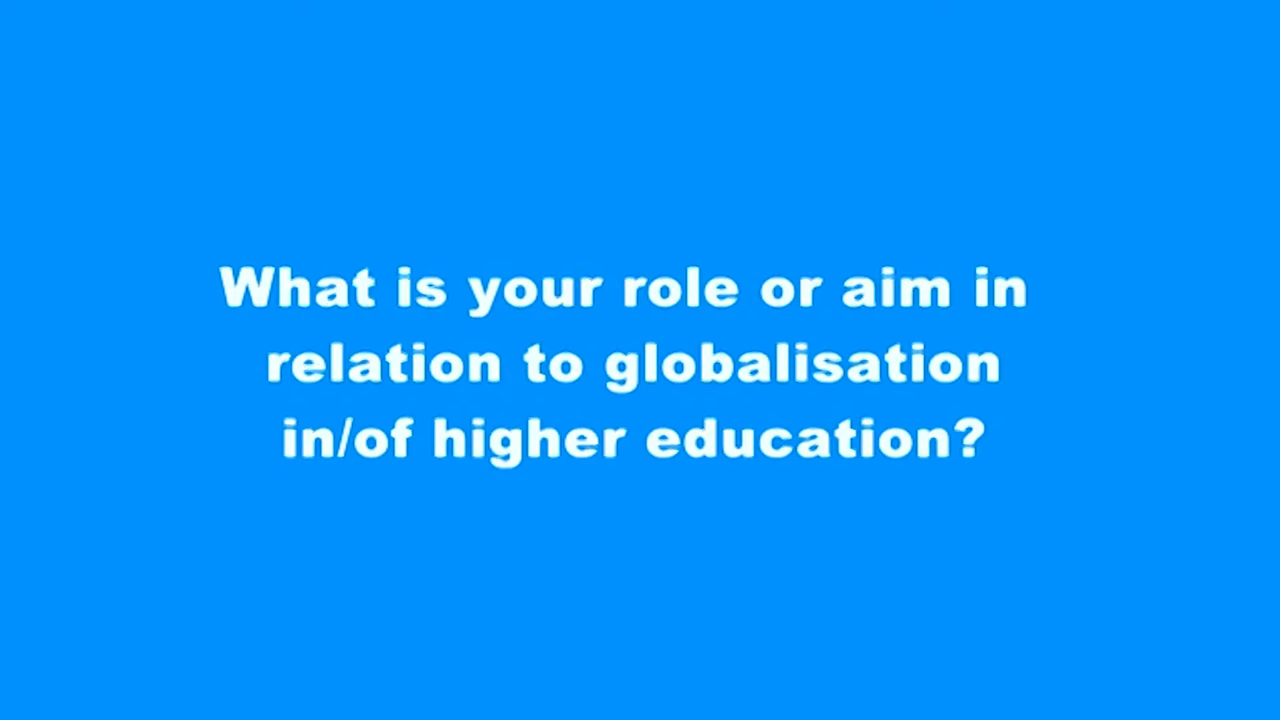 What is your role or aim in
relation to globalisation
in/of higher education?